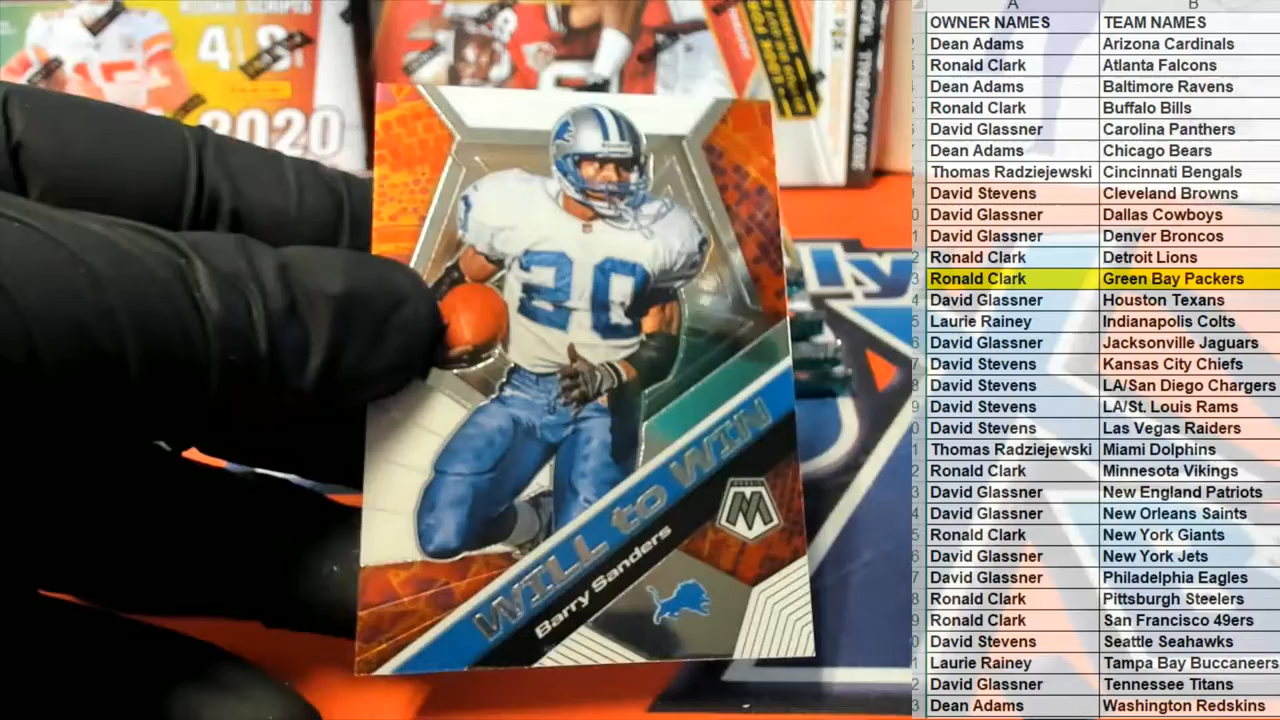 A
B
OWNER NAMES TEAM NAMES
Dean Adams Arizona Cardinals
Ronald Clark Atlanta Falcons
Dean Adams Baltimore Ravens
Ronald Clark Buffalo Bills
David Glassner Carolina Panthers
Dean Adams Chicago Bears
Thomas Radziejewski Cincinnati Bengals
David Stevens Cleveland Browns
David Glassner Dallas Cowboys
David Glassner Denver Broncos
Ronald Clark Detroit Lions
Ronald Clark Green Bay Packers
David Glassner Houston Texans
Laurie Rainey Indianapolis Colts
David Glassner Jacksonville Jaguars
David Stevens Kansas City Chiefs
David Stevens LA/San Diego Chargers
David Stevens LA/St. Louis Rams
David Stevens Las Vegas Raiders
Thomas Radziejewski Miami Dolphins
Ronald Clark Minnesota Vikings
David Glassner New England Patriots
David Glassner New Orleans Saints
Ronald Clark New York Giants
David Glassner New York Jets
David Glassner Philadelphia Eagles
Ronald Clark Pittsburgh Steelers
Ronald Clark San Francisco 49ers
David Stevens Seattle Seahawks
Laurie Rainey Tampa Bay Buccaneers
David Glassner Tennessee Titans
Dean Adams Washington Redskins
2020
2020 FOOTBALL
20
20
ly
WILL to WIN
Barry Sanders
M